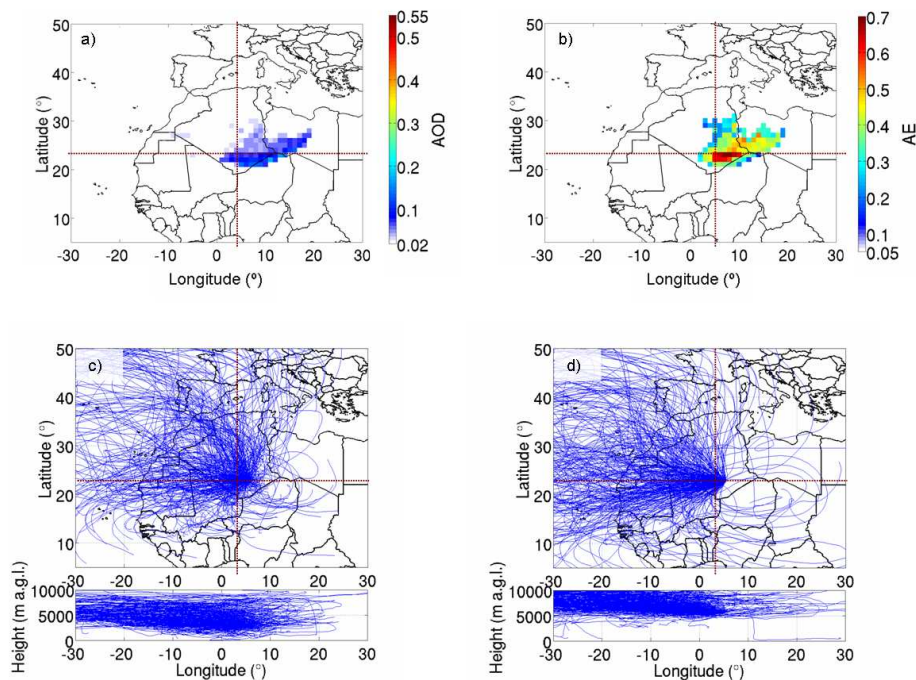 a)
50
40
30
20
10
-30 -20 -10 0 10 20 30
Latitude (°)
Longitude (º)
0.55
0.5
0.4
0.3
0.2
0.1
0.02
AOD
b)
50
40
30
20
10
-30 -20 -10 0 10 20 30
Latitude (°)
Longitude (º)
0.7
0.6
0.5
0.4
0.3
0.2
0.1
0.05
AE
c)
50
40
30
20
10
-30 -20 -10 0 10 20 30
Latitude (°)
10000
5000
0
Height (m a.g.l.)
-30 -20 -10 0 10 20 30
Longitude (°)
d)
50
40
30
20
10
-30 -20 -10 0 10 20 30
Latitude (°)
10000
5000
0
Height (m a.g.l.)
-30 -20 -10 0 10 20 30
Longitude (°)